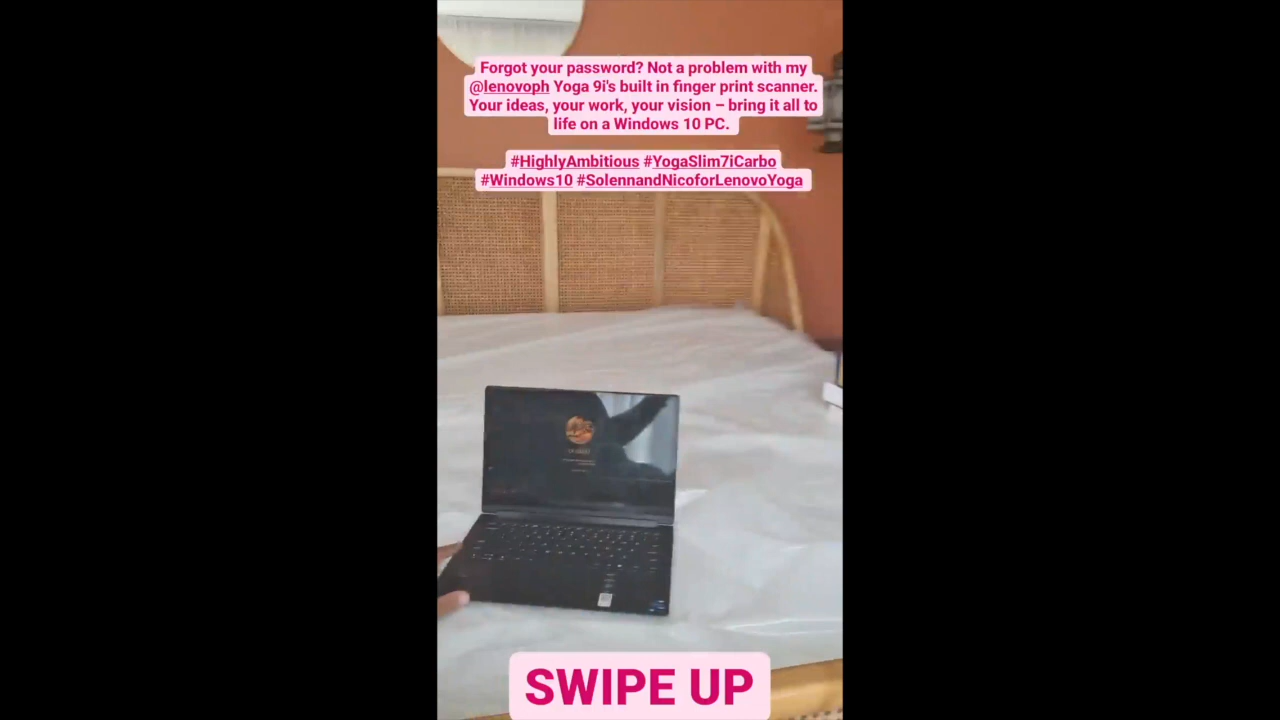 Forgot your password? Not a problem with my
@lenovoph Yoga 9i's built in finger print scanner.
Your ideas, your work, your vision – bring it all to
life on a Windows 10 PC.
#HighlyAmbitious #YogaSlim7iCarbo
#Windows10 #SolennandNicoforLenovoYoga
SWIPE UP